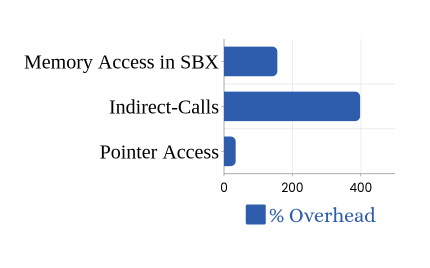 Memory Access in SBX
Indirect-Calls
Pointer Access
0 200 400
% Overhead